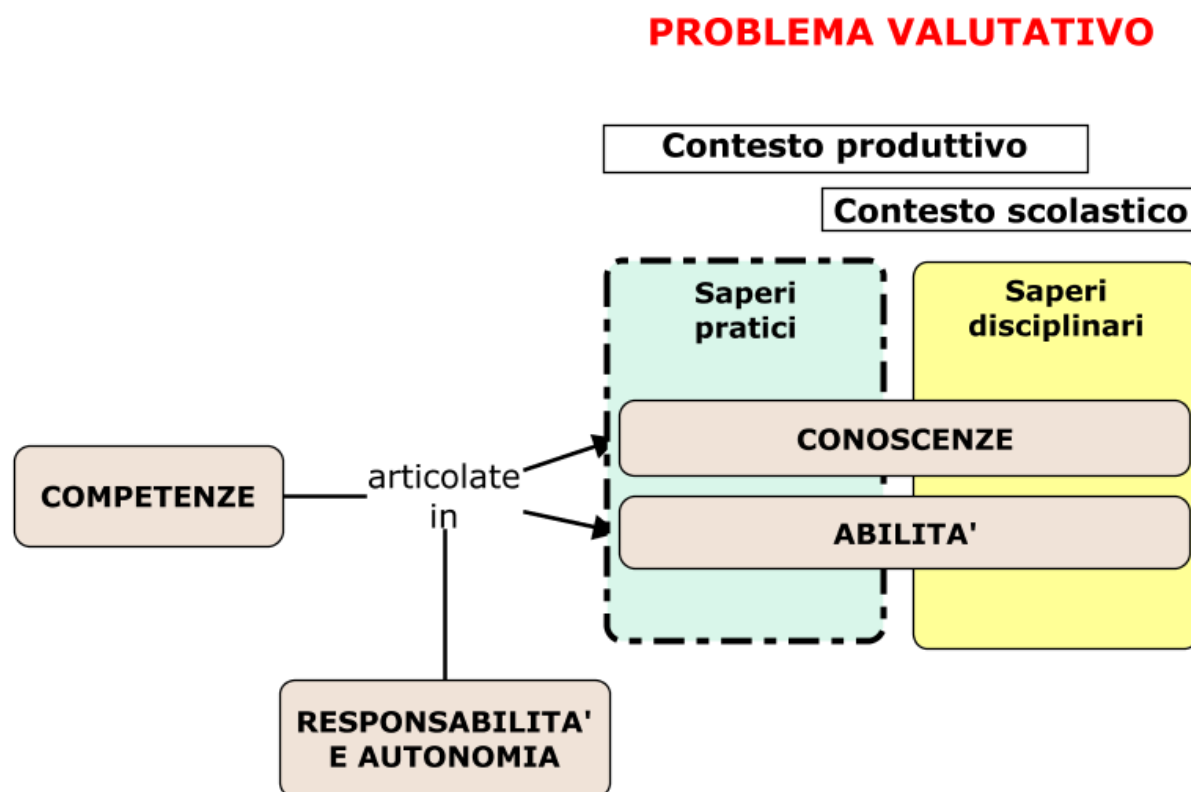 PROBLEMA VALUTATIVO
Contesto produttivo
Contesto scolastico
Saperi
pratici
Saperi
disciplinari
CONOSCENZE
COMPETENZE
articolate
in
ABILITA'
RESPONSABILITA'
E AUTONOMIA